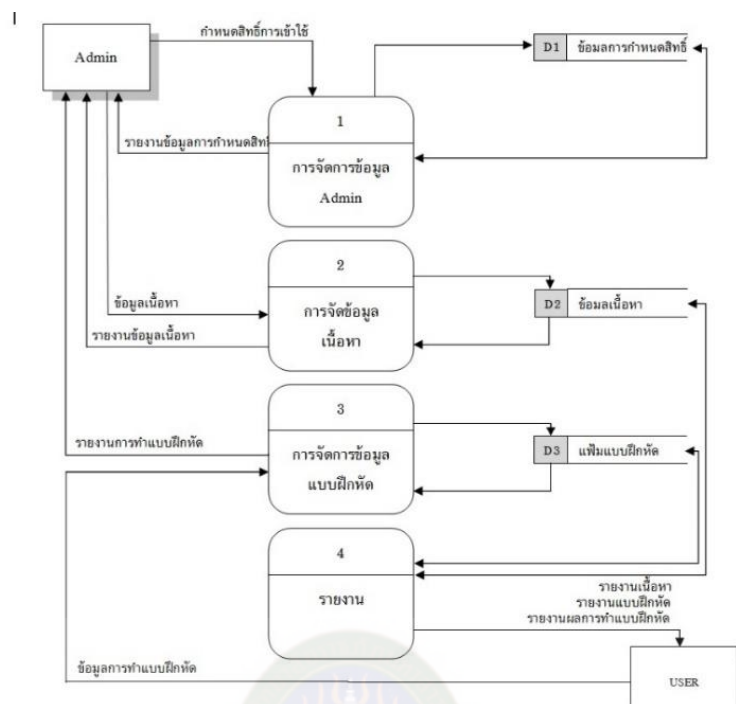 Admin
กำหนดสิทธิ์การเข้าใช้
D1 ข้อมลการกำหนดสิทธิ์
1
รายงานข้อมูลการกำหนดสิทธิ์
การจัดการข้อมูล
Admin
2
ข้อมูลเนื้อหา
การจัดข้อมูล
D2 ข้อมลเนื้อหา
รายงานข้อมูลเนื้อหา
เนื้อหา
3
รายงานการทำแบบฝึกหัด
การจัดการข้อมูล
D3 แฟ้มแบบฝึกหัด
แบบฝึกหัด
4
รายงาน
รายงานเนื้อหา
รายงานแบบฝึกหัด
รายงานผลการทำแบบฝึกหัด
ข้อมูลการทำแบบฝึกหัด
USER